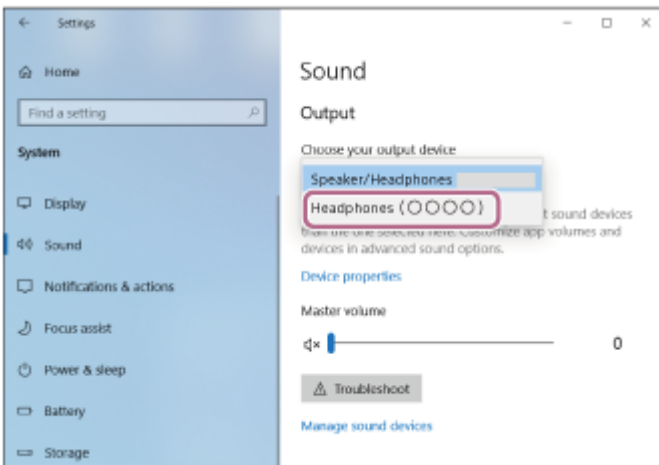 Settings
Home
Find a setting
System
Display
Sound
Notifications & actions
Focus assist
Power & sleep
Battery
Storage
Sound
Output
Choose your output device
Speaker/Headphones
Headphones (〇〇〇〇)
t sound devices
than the one selected here. Customize app volumes and
devices in advanced sound options.
Device properties
Master volume
0
Troubleshoot
Manage sound devices